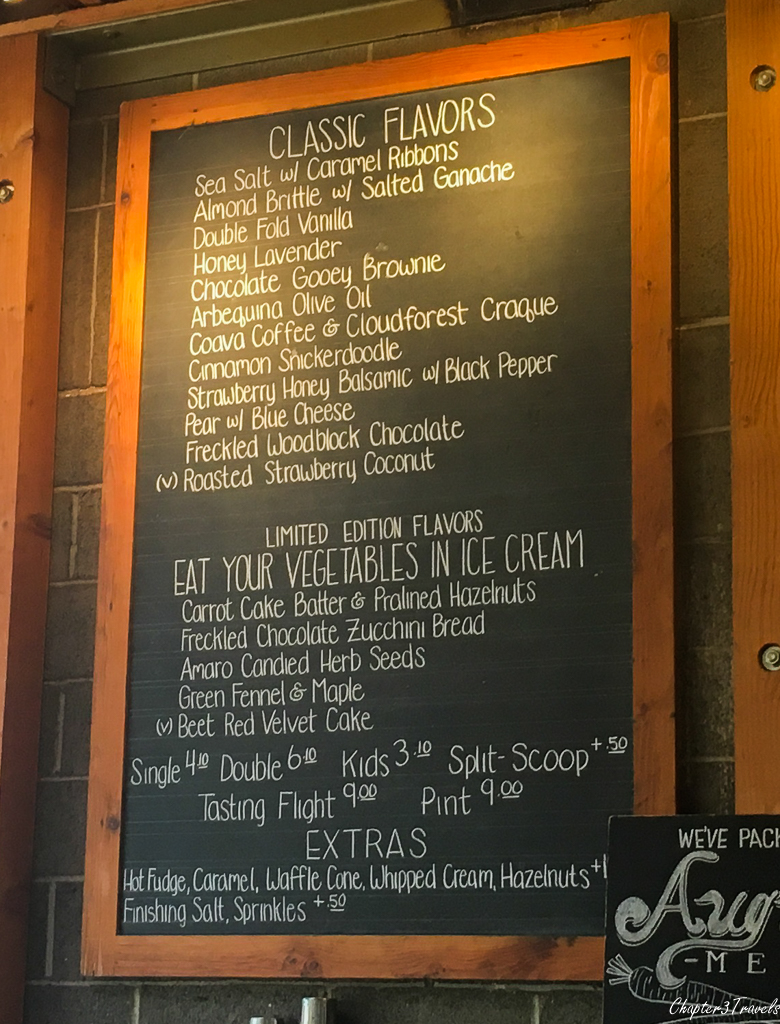 CLASSIC FLAVORS
Sea Salt w/ Caramel Ribbons
Almond Brittle w/ Salted Ganache
Double Fold Vanilla
Honey Lavender
Chocolate Gooey Brownie
Arbequina Olive Oil
Coava Coffee & Cloudforest Craque
Cinnamon Snickerdoodle
Strawberry Honey Balsamic w/ Black Pepper
Pear w/ Blue Cheese
Freckled Woodblock Chocolate
(v) Roasted Strawberry Coconut
LIMITED EDITION FLAVORS
EAT YOUR VEGETABLES IN ICE CREAM
Carrot Cake Batter & Pralined Hazelnuts
Freckled Chocolate Zucchini Bread
Amaro Candied Herb Seeds
Green Fennel & Maple
(v) Beet Red Velvet Cake
Single 4.10 Double 6.10 Kids 3.10 Split-Scoop +.50
Tasting Flight 9.00 Pint 9.00
EXTRAS
Hot Fudge, Caramel, Waffle Cone, Whipped Cream, Hazelnuts +1
Finishing Salt, Sprinkles +.50
WE'VE PACK
Aug
-ME
Chapter3Travels